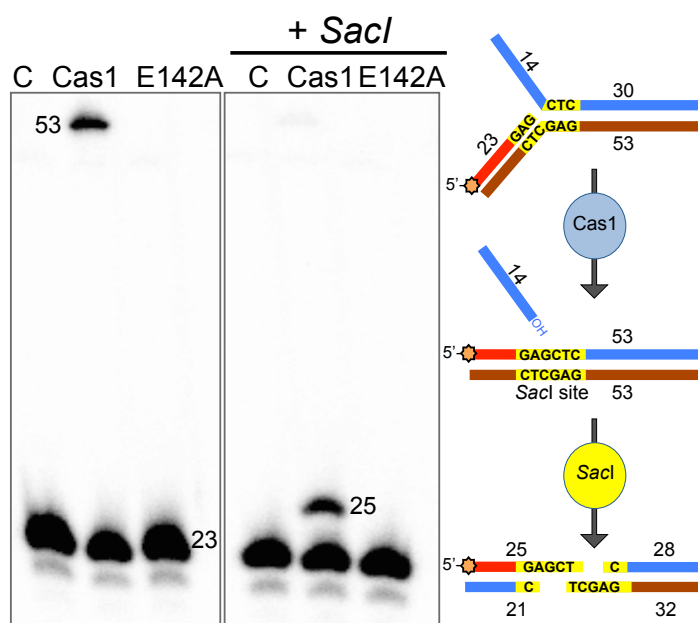 + SacI
C Cas1 E142A
C Cas1 E142A
53
23
25
14
30
CTC
GAG
CTC
GAG
23
53
5'
Cas1
14
OH
53
5'
GAGCTC
CTCGAG
SacI site
53
SacI
25
28
5'
GAGCT
C
C
TCGAG
21
32